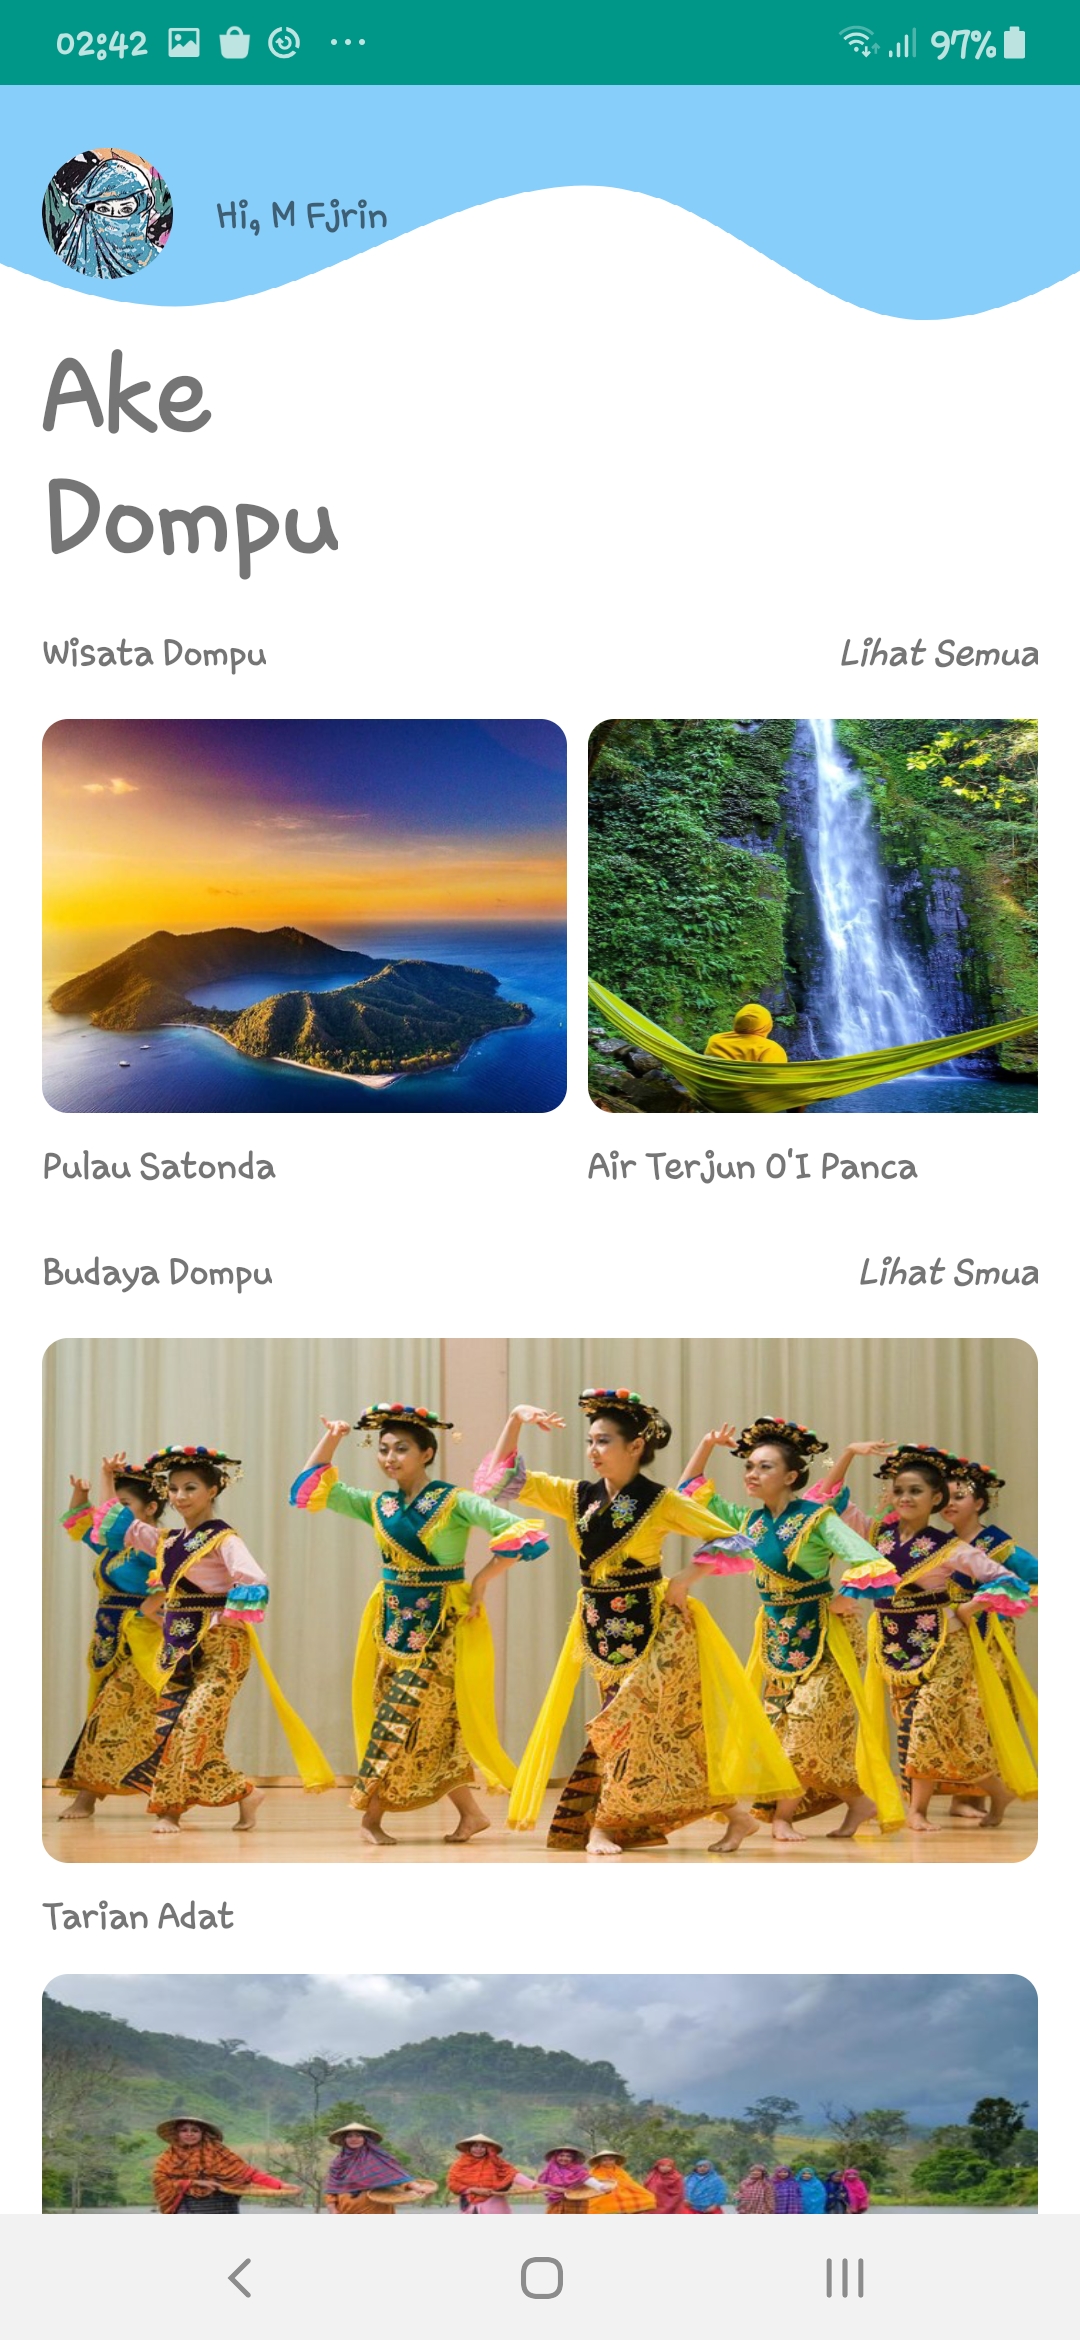 02:42
97%
Hi, M Fjrin
Ake
Dompu
Wisata Dompu
Lihat Semua
Pulau Satonda
Air Terjun O'I Panca
Budaya Dompu
Lihat Smua
Tarian Adat